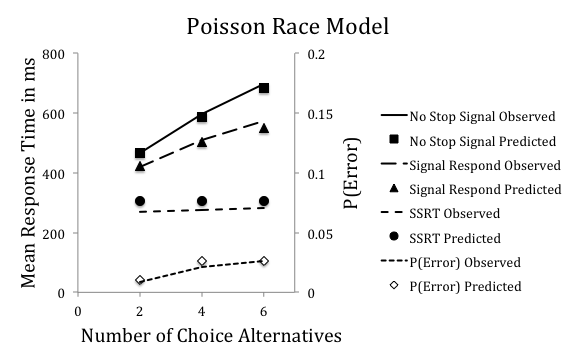 Poisson Race Model
Mean Response Time in ms
800
600
400
200
0
0
2
4
6
Number of Choice Alternatives
0.2
0.15
0.1
0.05
0
P(Error)
No Stop Signal Observed
No Stop Signal Predicted
Signal Respond Observed
Signal Respond Predicted
SSRT Observed
SSRT Predicted
P(Error) Observed
P(Error) Predicted